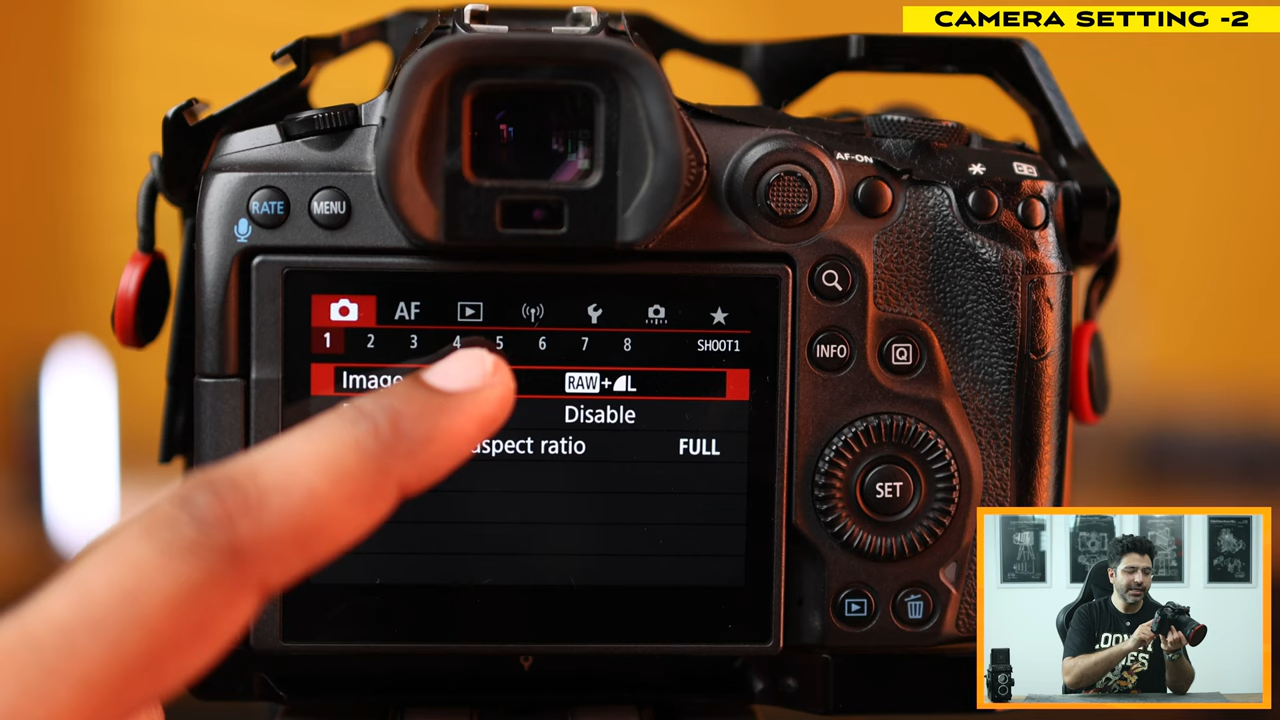 CAMERA SETTING -2
AF-ON
RATE
MENU
INFO
Q
SET
AF
1 2 3 4 5 6 7 8 SHOOT1
Image RAW+L
Disable
aspect ratio FULL